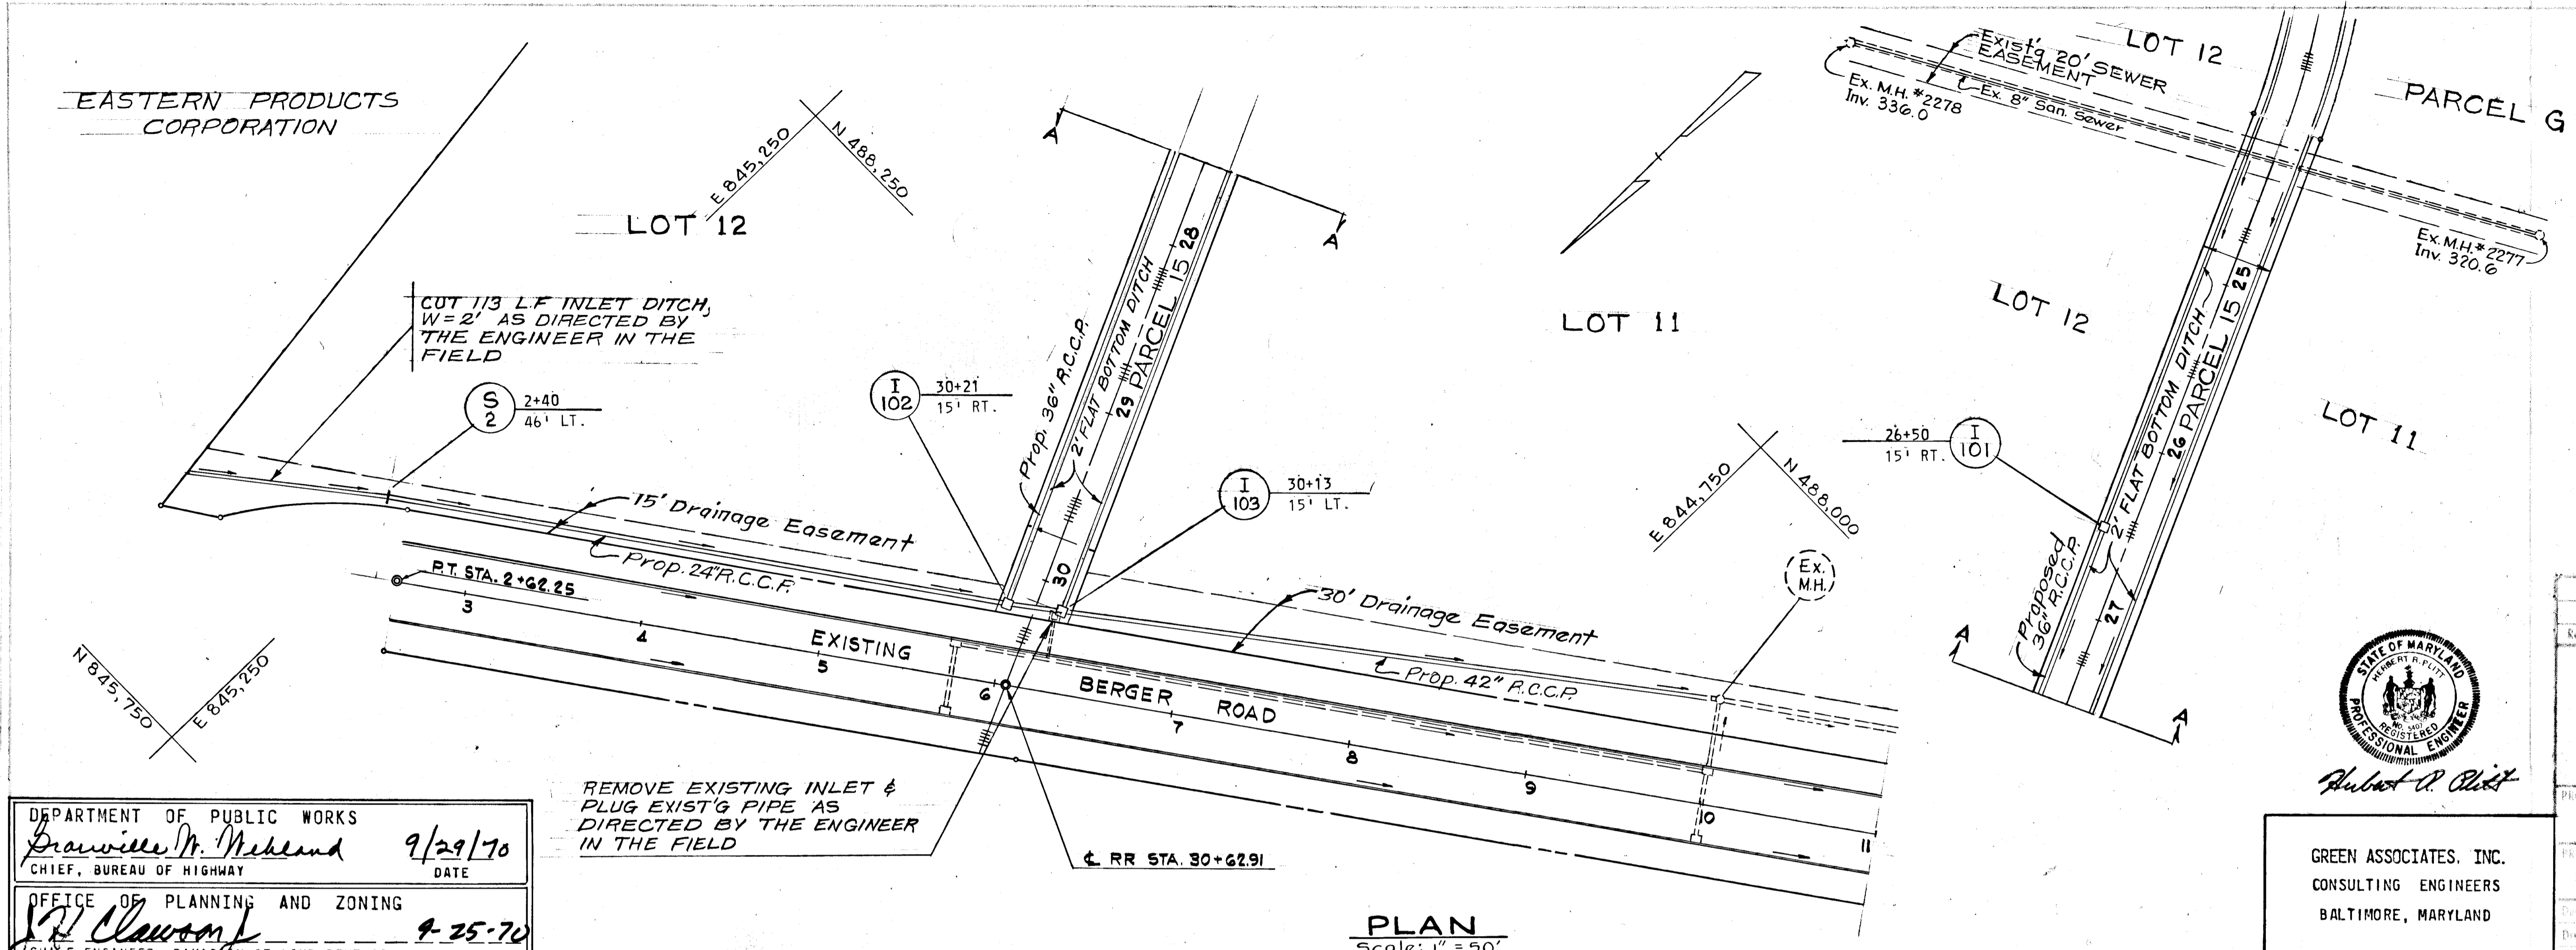 EASTERN PRODUCTS
CORPORATION
E 845,250
N 488,250
LOT 12
CUT 113 L.F INLET DITCH,
W=2' AS DIRECTED BY
THE ENGINEER IN THE
FIELD
S
2
2+40
46' LT.
I
102
30+21
15' RT.
A
A
Prop. 36" R.C.C.P.
2' FLAT BOTTOM DITCH
PARCEL 15
28
29
30
I
103
30+13
15' LT.
15' Drainage Easement
Prop. 24" R.C.C.P.
P.T. STA. 2+62.25
3
4
5
6
7
8
9
10
11
EXISTING
BERGER ROAD
30' Drainage Easement
Prop. 42" R.C.C.P.
Ex.
M.H.
N 845,750
E 845,250
REMOVE EXISTING INLET &
PLUG EXIST'G PIPE AS
DIRECTED BY THE ENGINEER
IN THE FIELD
℄ RR STA. 30+62.91
LOT 11
E 844,750
N 488,000
Exist'g 20' SEWER
EASEMENT
LOT 12
PARCEL G
Ex. M.H. #2278
Inv. 336.0
Ex. 8" San. Sewer
Ex. M.H. #2277
Inv. 320.6
LOT 12
LOT 11
PARCEL 15
25
26
27
2' FLAT BOTTOM DITCH
26+50
15' RT.
I
101
Proposed
36" R.C.C.P.
A
A
STATE OF MARYLAND
HERBERT R. PLITT
REGISTERED
PROFESSIONAL ENGINEER
DEPARTMENT OF PUBLIC WORKS
9/29/70
CHIEF, BUREAU OF HIGHWAY
DATE
OFFICE OF PLANNING AND ZONING
9-25-70
PLAN
Scale: 1" = 50'
GREEN ASSOCIATES, INC.
CONSULTING ENGINEERS
BALTIMORE, MARYLAND